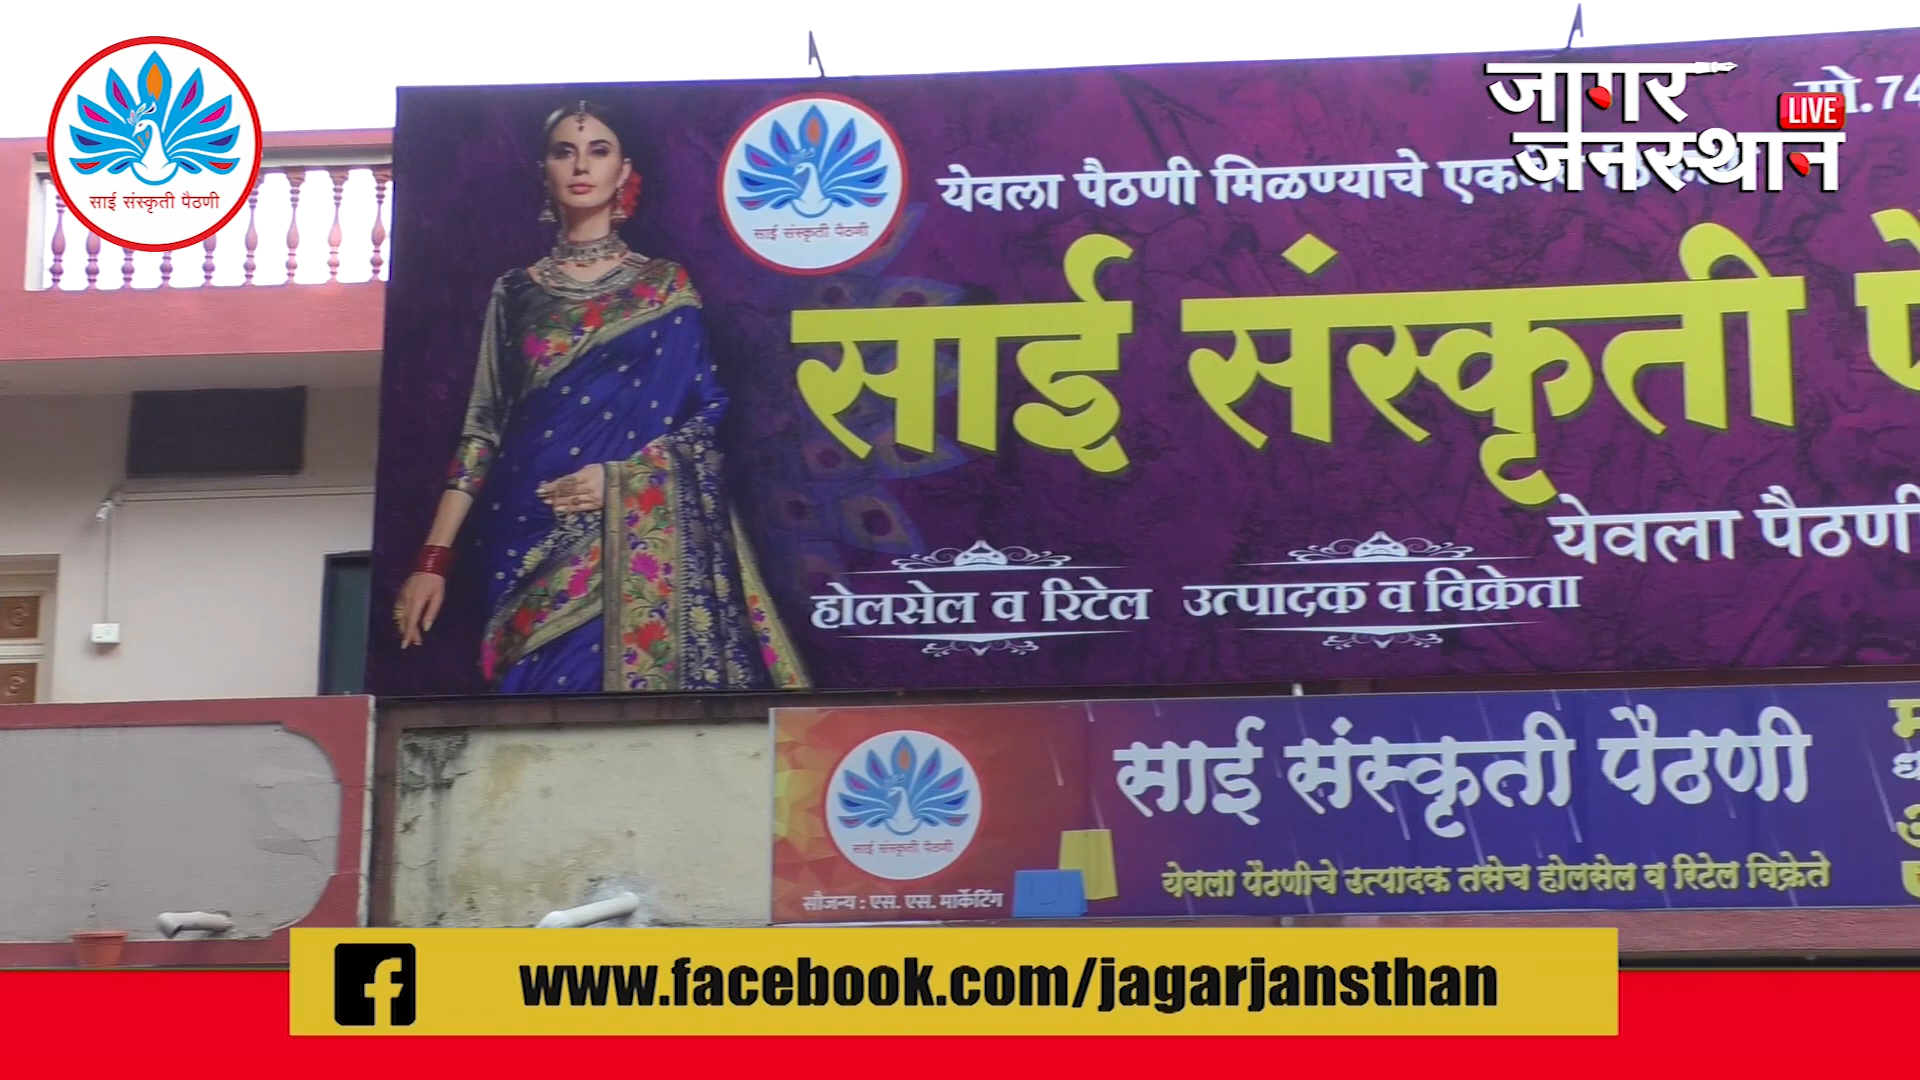 साई संस्कृती पैठणी
जागर
जनस्थान
LIVE
मो.74
साई संस्कृती पैठणी
येवला पैठणी मिळण्याचे
साई संस्कृती
येवला पैठणी
होलसेल व रिटेल
उत्पादक व विक्रेता
साई संस्कृती पैठणी
सौजन्य : एस. एस. मार्केटिंग
साई संस्कृती पैठणी
येवला पैठणीचे उत्पादक तसेच होलसेल व रिटेल विक्रेते
www.facebook.com/jagarjansthan